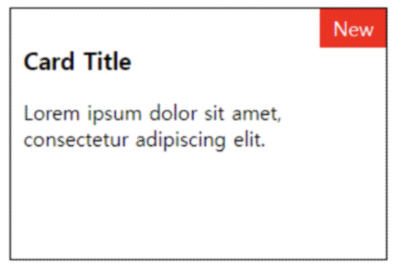 New
Card Title
Lorem ipsum dolor sit amet,
consectetur adipiscing elit.